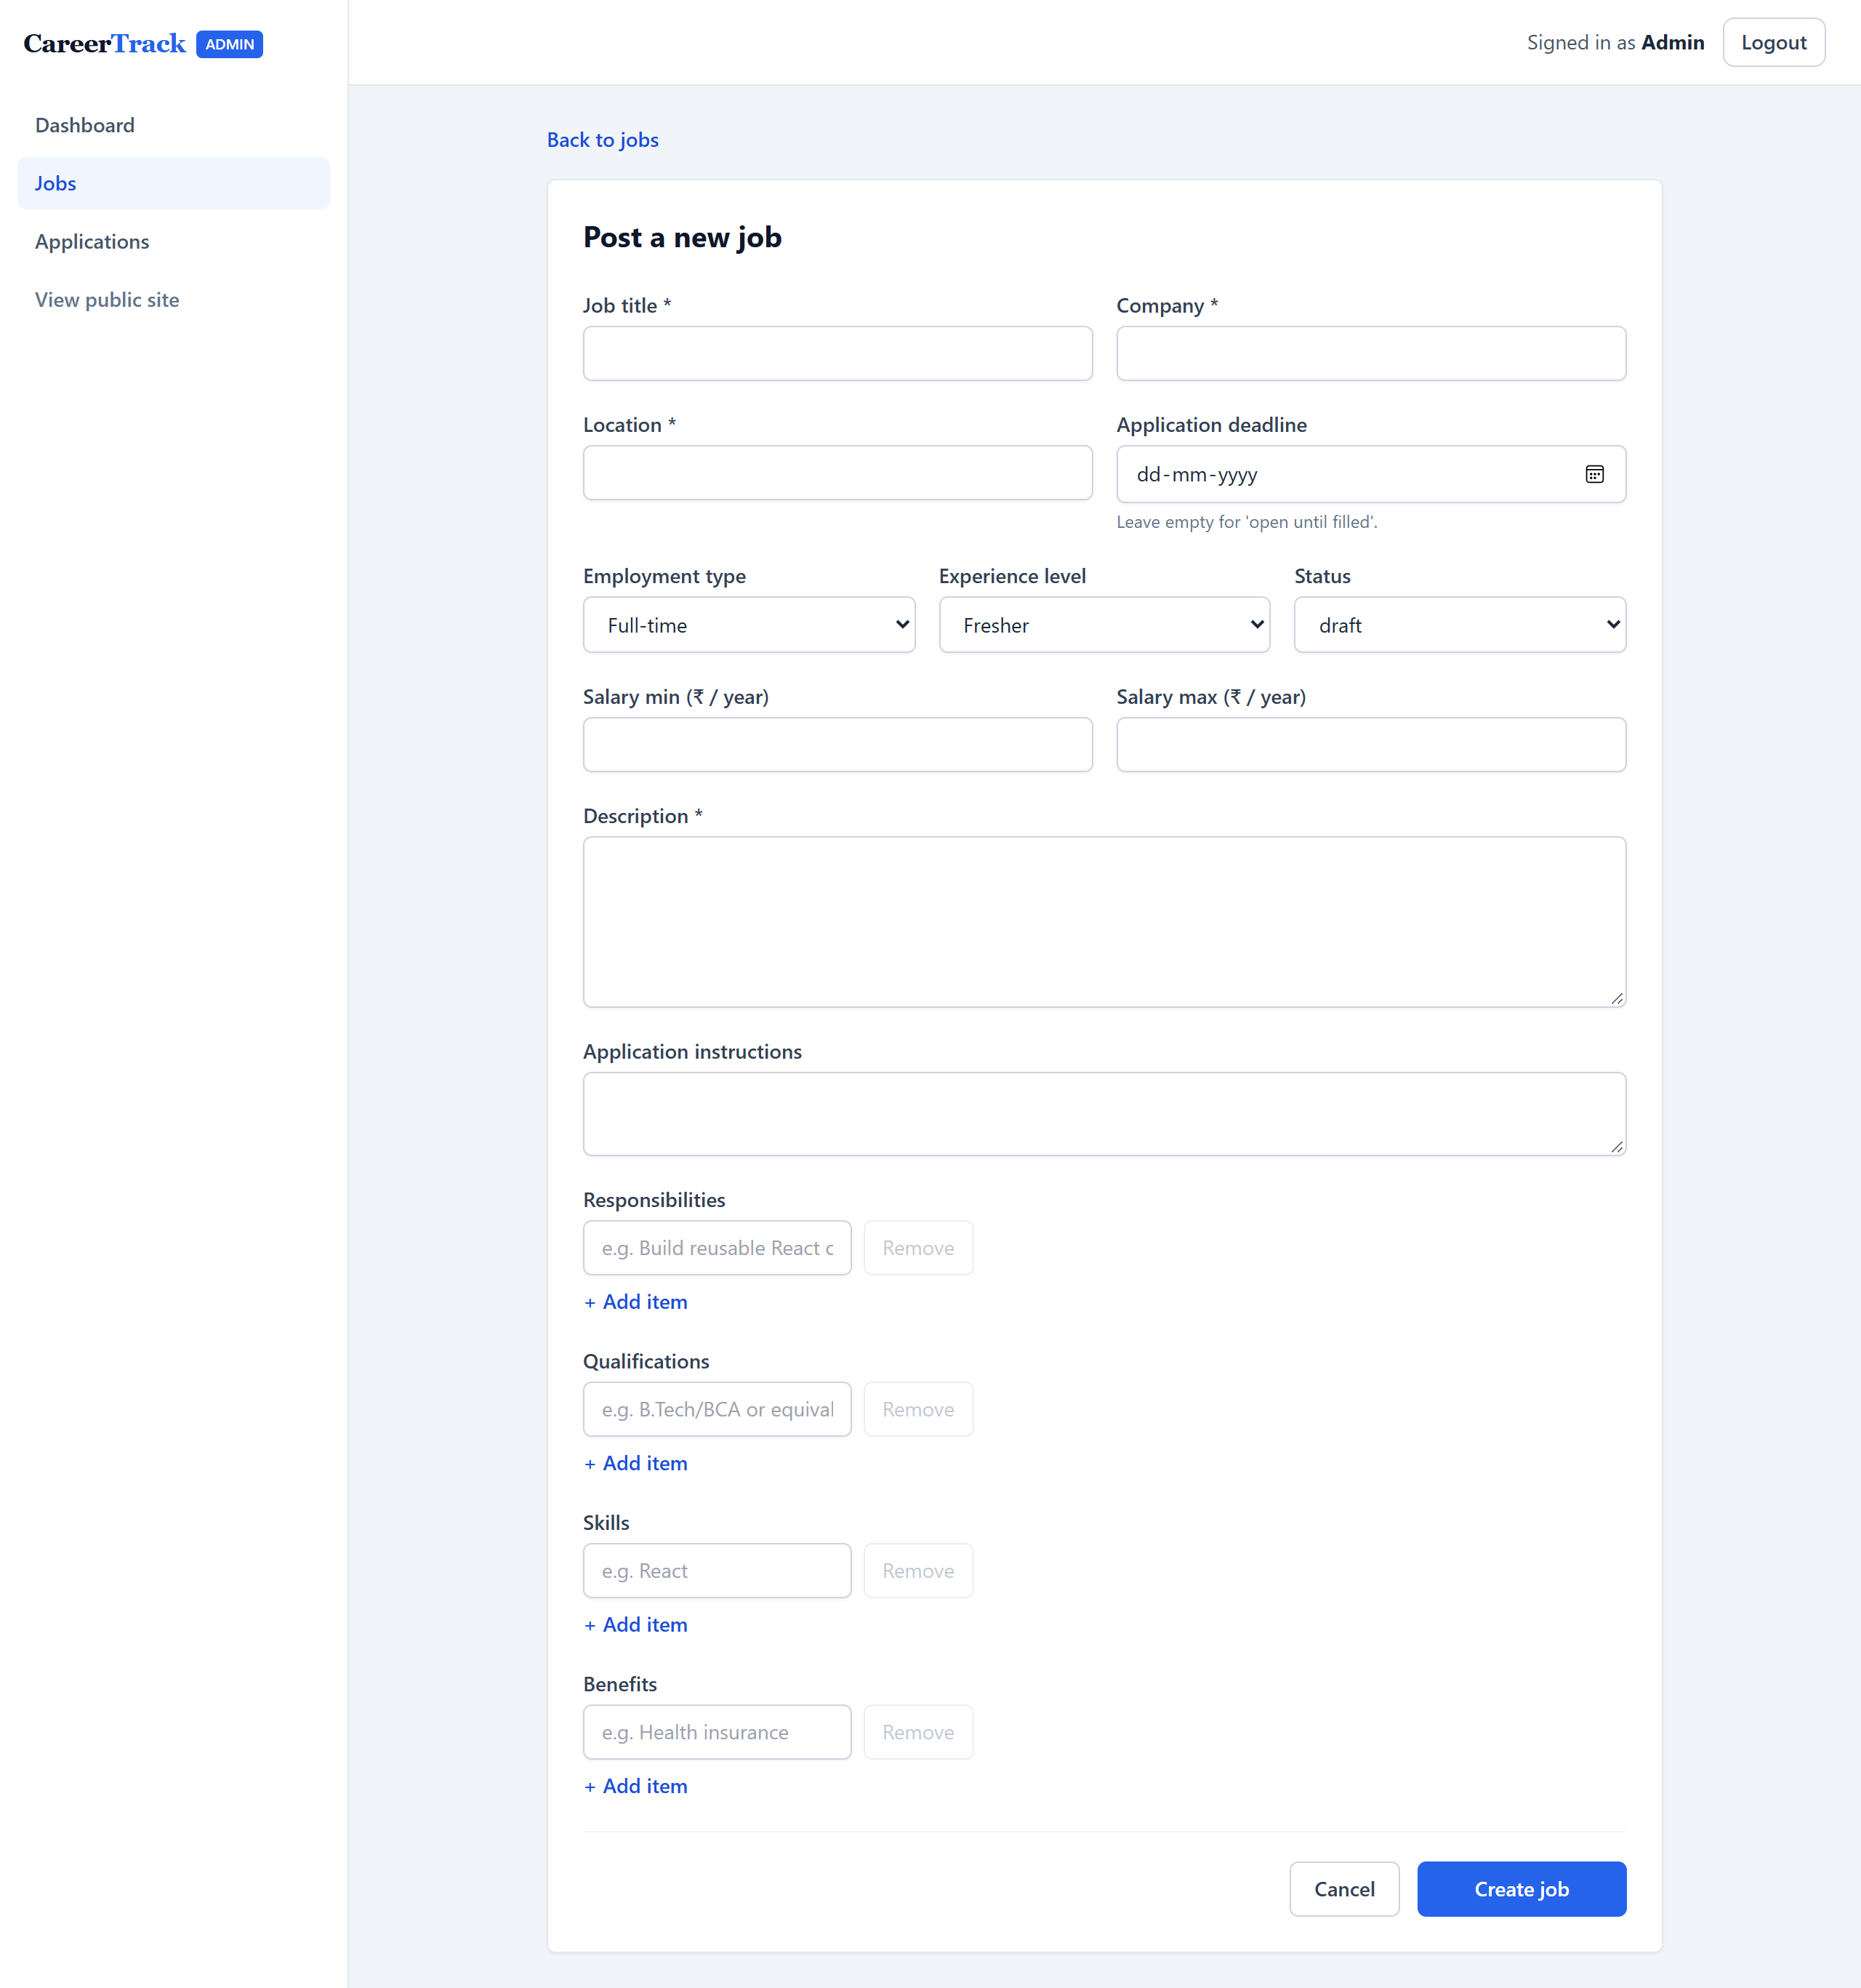 CareerTrack ADMIN
Signed in as Admin Logout
Dashboard
Jobs
Applications
View public site
Back to jobs
Post a new job
Job title * Company *
Location * Application deadline
dd-mm-yyyy
Leave empty for 'open until filled'.
Employment type Experience level Status
Full-time Fresher draft
Salary min (₹ / year) Salary max (₹ / year)
Description *
Application instructions
Responsibilities
e.g. Build reusable React c Remove
+ Add item
Qualifications
e.g. B.Tech/BCA or equival Remove
+ Add item
Skills
e.g. React Remove
+ Add item
Benefits
e.g. Health insurance Remove
+ Add item
Cancel Create job